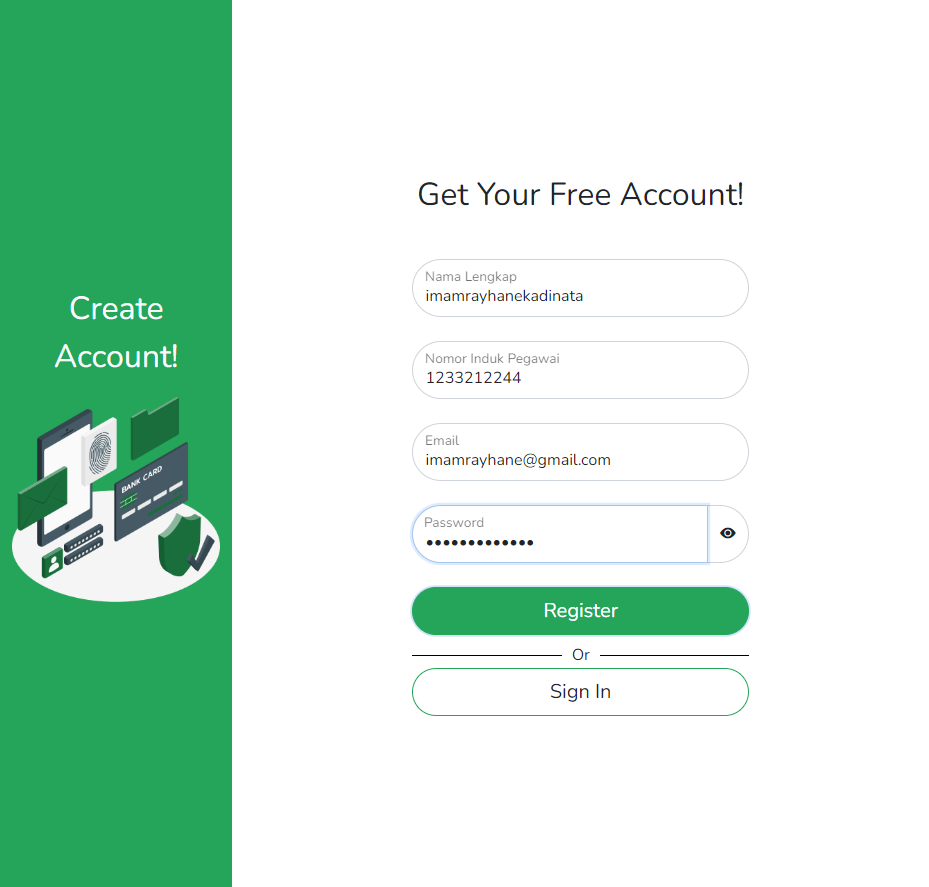 Create
Account!
BANK CARD
Get Your Free Account!
Nama Lengkap
imamrayhanekadinata
Nomor Induk Pegawai
1233212244
Email
imamrayhane@gmail.com
Password
•••••••••••••
Register
Or
Sign In